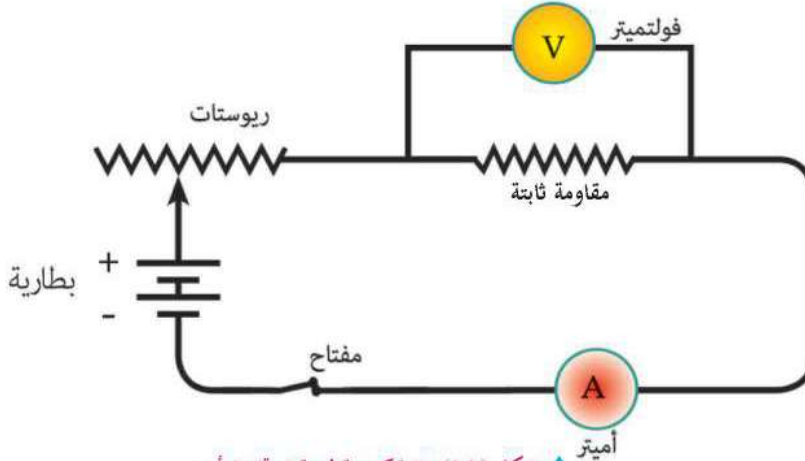 فولتميتر
V
ريوستات
مقاومة ثابتة
+
بطارية
-
مفتاح
A
أميتر